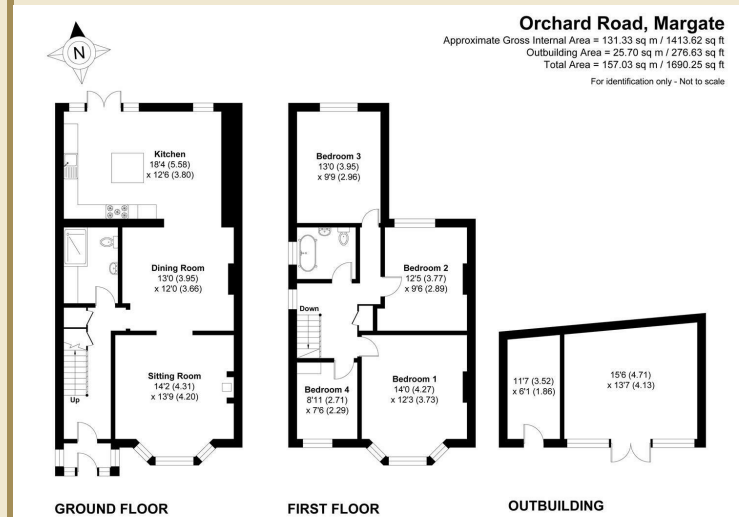 Orchard Road, Margate
Approximate Gross Internal Area = 131.33 sq m / 1413.62 sq ft
Outbuilding Area = 25.70 sq m / 276.63 sq ft
Total Area = 157.03 sq m / 1690.25 sq ft
For identification only - Not to scale
N
Kitchen
18'4 (5.58)
x 12'6 (3.80)
Dining Room
13'0 (3.95)
x 12'0 (3.66)
Sitting Room
14'2 (4.31)
x 13'9 (4.20)
Up
GROUND FLOOR
Bedroom 3
13'0 (3.95)
x 9'9 (2.96)
Bedroom 2
12'5 (3.77)
x 9'6 (2.89)
Down
Bedroom 4
8'11 (2.71)
x 7'6 (2.29)
Bedroom 1
14'0 (4.27)
x 12'3 (3.73)
FIRST FLOOR
11'7 (3.52)
x 6'1 (1.86)
15'6 (4.71)
x 13'7 (4.13)
OUTBUILDING